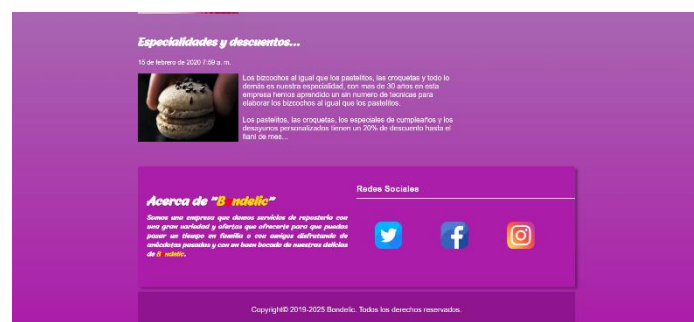 Especialidades y descuentos...
15 de febrero de 2020 7:59 a. m.
Los bizcochos al igual que los pastelitos, las croquetas y todo lo
demás es nuestra especialidad, con mas de 30 años en esta
empresa hemos aprendido un sin numero de tecnicas para
elaborar los bizcochos al igual que los pastelitos.
Los pastelitos, las croquetas, los especiales de cumpleaños y los
desayunos personalizados tienen un 20% de descuento hasta el
fianl de mes...
Acerca de "Bondelic"
Somos una empresa que damos servicios de repostería con
una gran variedad y ofertas que ofrecerte para que puedas
pasar un tiempo en familia o con amigos disfrutando de
anécdotas pasadas y con un buen bocado de nuestras delicias
de Bondelic.
Redes Sociales
Copyright© 2019-2025 Bondelic. Todos los derechos reservados.